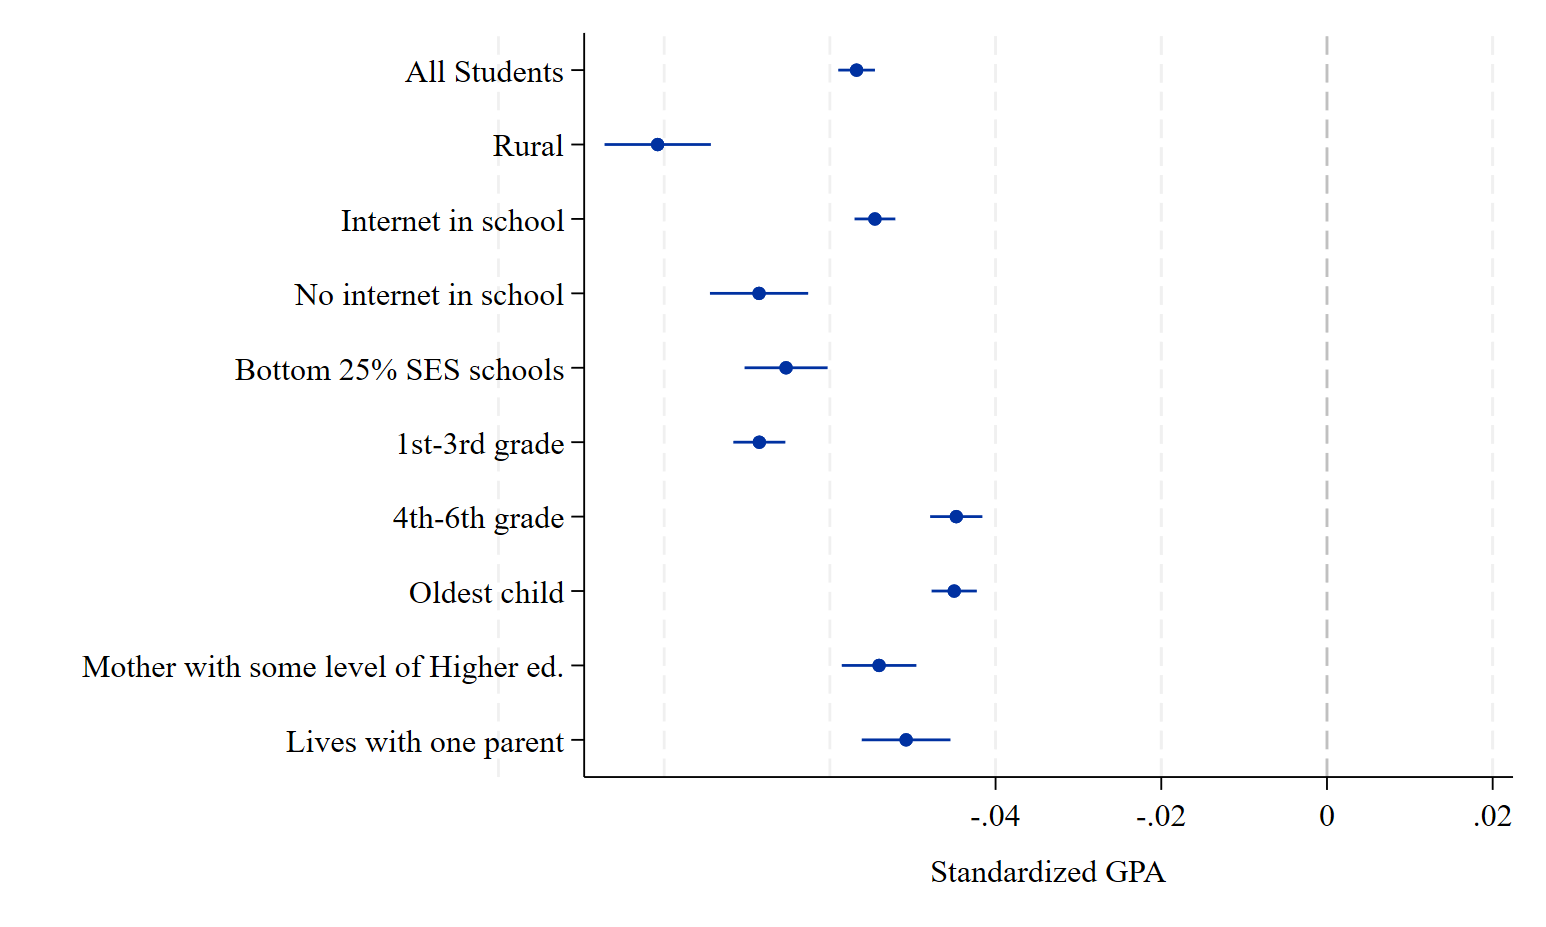 All Students
Rural
Internet in school
No internet in school
Bottom 25% SES schools
1st-3rd grade
4th-6th grade
Oldest child
Mother with some level of Higher ed.
Lives with one parent
-.04 -.02 0 .02
Standardized GPA